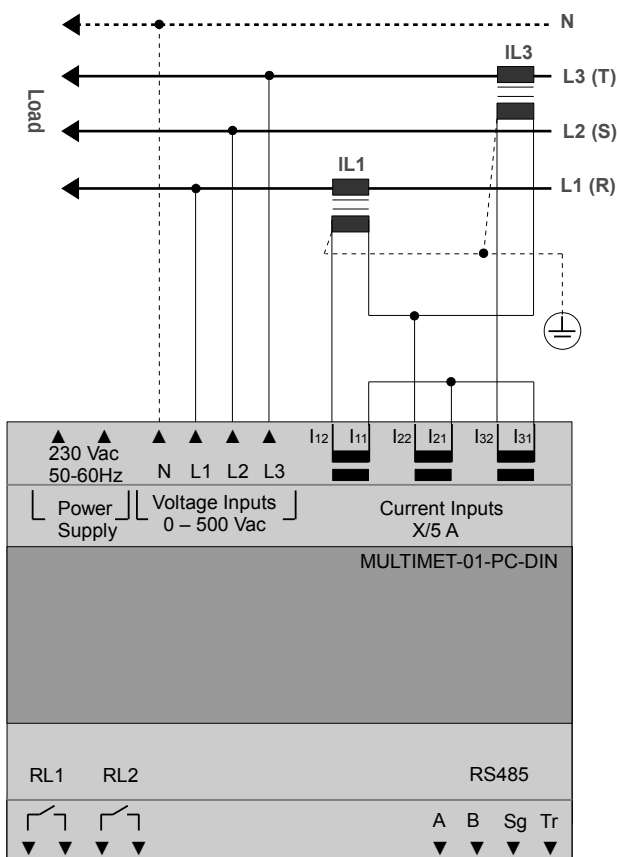 N
IL3
L3 (T)
Load
L2 (S)
IL1
L1 (R)
I12 I11 I22 I21 I32 I31
230 Vac
50-60Hz
N L1 L2 L3
Power
Supply
Voltage Inputs
0 – 500 Vac
Current Inputs
X/5 A
MULTIMET-01-PC-DIN
RL1 RL2 RS485
A B Sg Tr